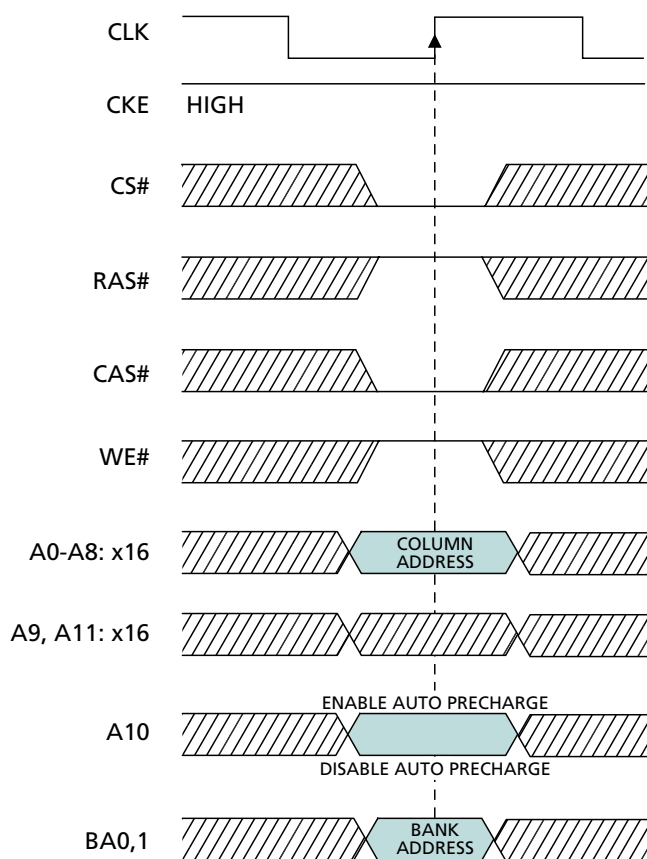 CLK
CKE HIGH
CS#
RAS#
CAS#
WE#
A0-A8: x16
COLUMN
ADDRESS
A9, A11: x16
ENABLE AUTO PRECHARGE
A10
DISABLE AUTO PRECHARGE
BA0,1
BANK
ADDRESS